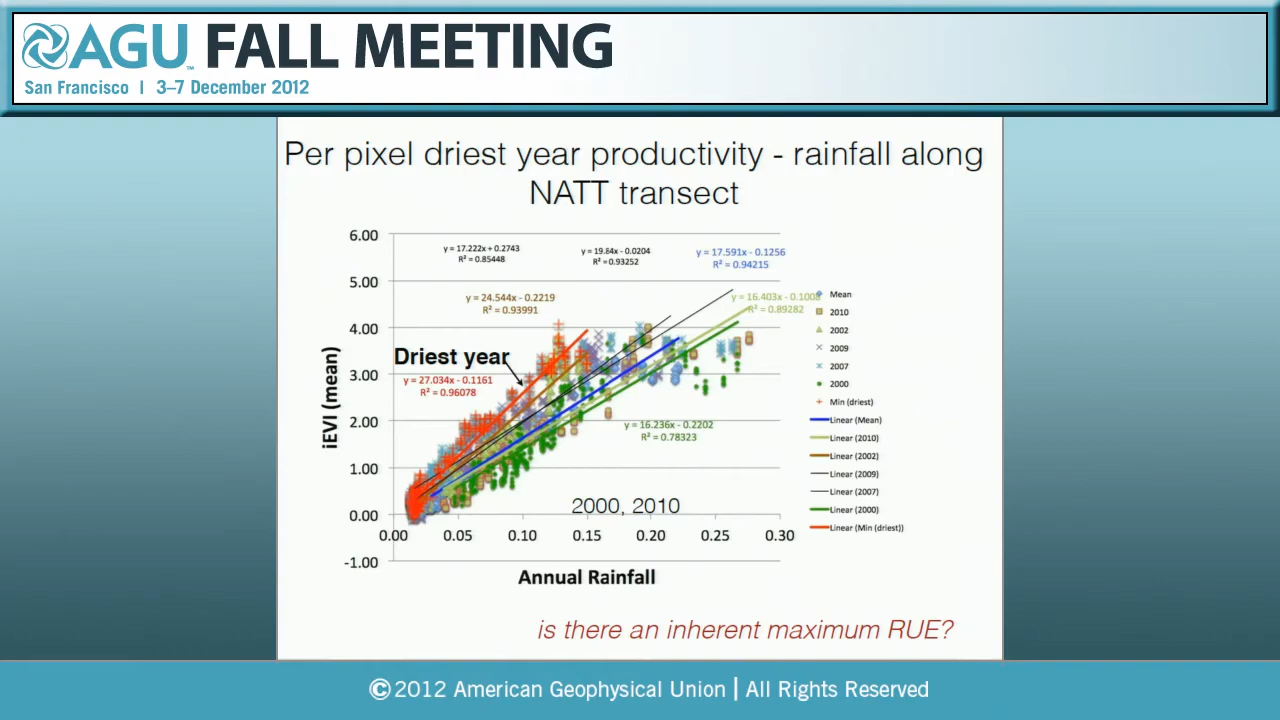 AGU™ FALL MEETING
San Francisco | 3–7 December 2012
Per pixel driest year productivity - rainfall along
NATT transect
6.00
5.00
4.00
3.00
2.00
1.00
0.00
-1.00
iEVI (mean)
y = 17.222x + 0.2743
R² = 0.85448
y = 19.84x - 0.0204
R² = 0.93252
y = 17.591x - 0.1256
R² = 0.94215
y = 24.544x - 0.2219
R² = 0.93991
y = 16.403x - 0.1008
R² = 0.89282
Driest year
y = 27.034x - 0.1161
R² = 0.96078
y = 16.236x - 0.2202
R² = 0.78323
2000, 2010
0.00 0.05 0.10 0.15 0.20 0.25 0.30
Annual Rainfall
Mean
2010
2002
2009
2007
2000
Min (driest)
Linear (Mean)
Linear (2010)
Linear (2002)
Linear (2009)
Linear (2007)
Linear (2000)
Linear (Min (driest))
is there an inherent maximum RUE?
©2012 American Geophysical Union | All Rights Reserved